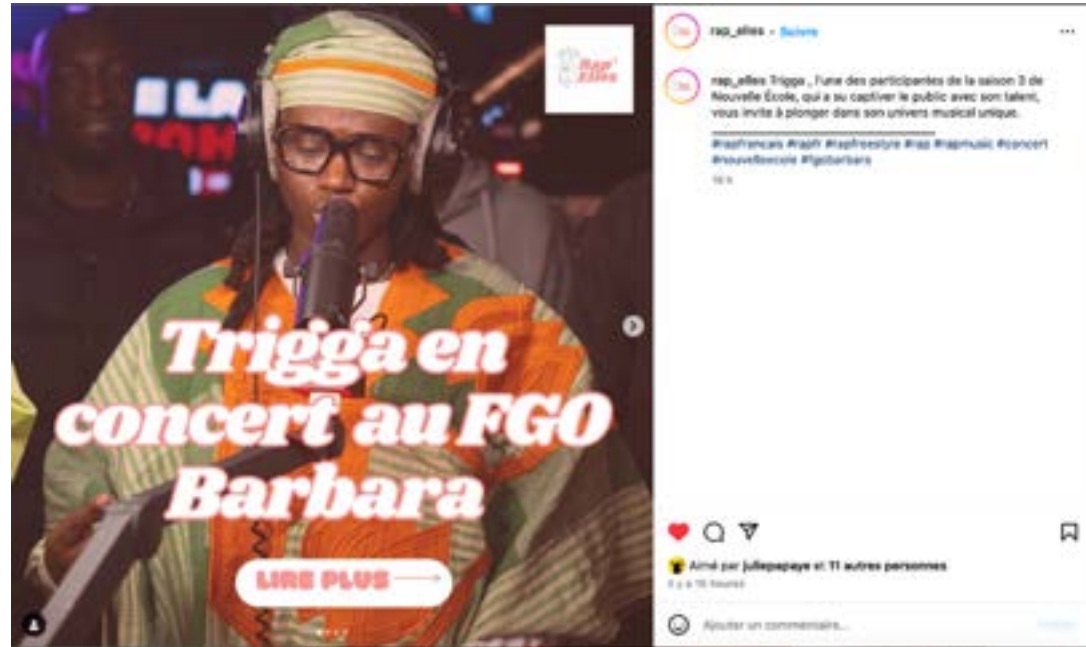 Rap'
Elles
Trigga en
concert au FGO
Barbara
LIRE PLUS
rap_elles • Suivre
rap_elles Trigga , l'une des participantes de la saison 3 de
Nouvelle École, qui a su captiver le public avec son talent,
vous invite à plonger dans son univers musical unique.
#rapfrancais #rapfr #rapfreestyle #rap #rapmusic #concert
#nouvelleecole #fgobarbara
Aimé par juliepapaye et 11 autres personnes
Ajouter un commentaire...